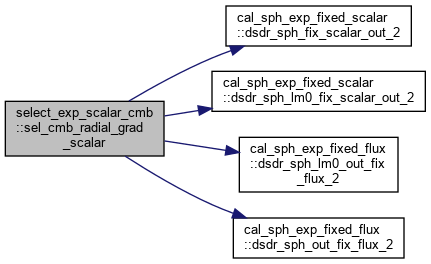 cal_sph_exp_fixed_scalar
::dsdr_sph_fix_scalar_out_2
select_exp_scalar_cmb
::sel_cmb_radial_grad
_scalar
cal_sph_exp_fixed_scalar
::dsdr_sph_lm0_fix_scalar_out_2
cal_sph_exp_fixed_flux
::dsdr_sph_lm0_out_fix
_flux_2
cal_sph_exp_fixed_flux
::dsdr_sph_out_fix_flux_2